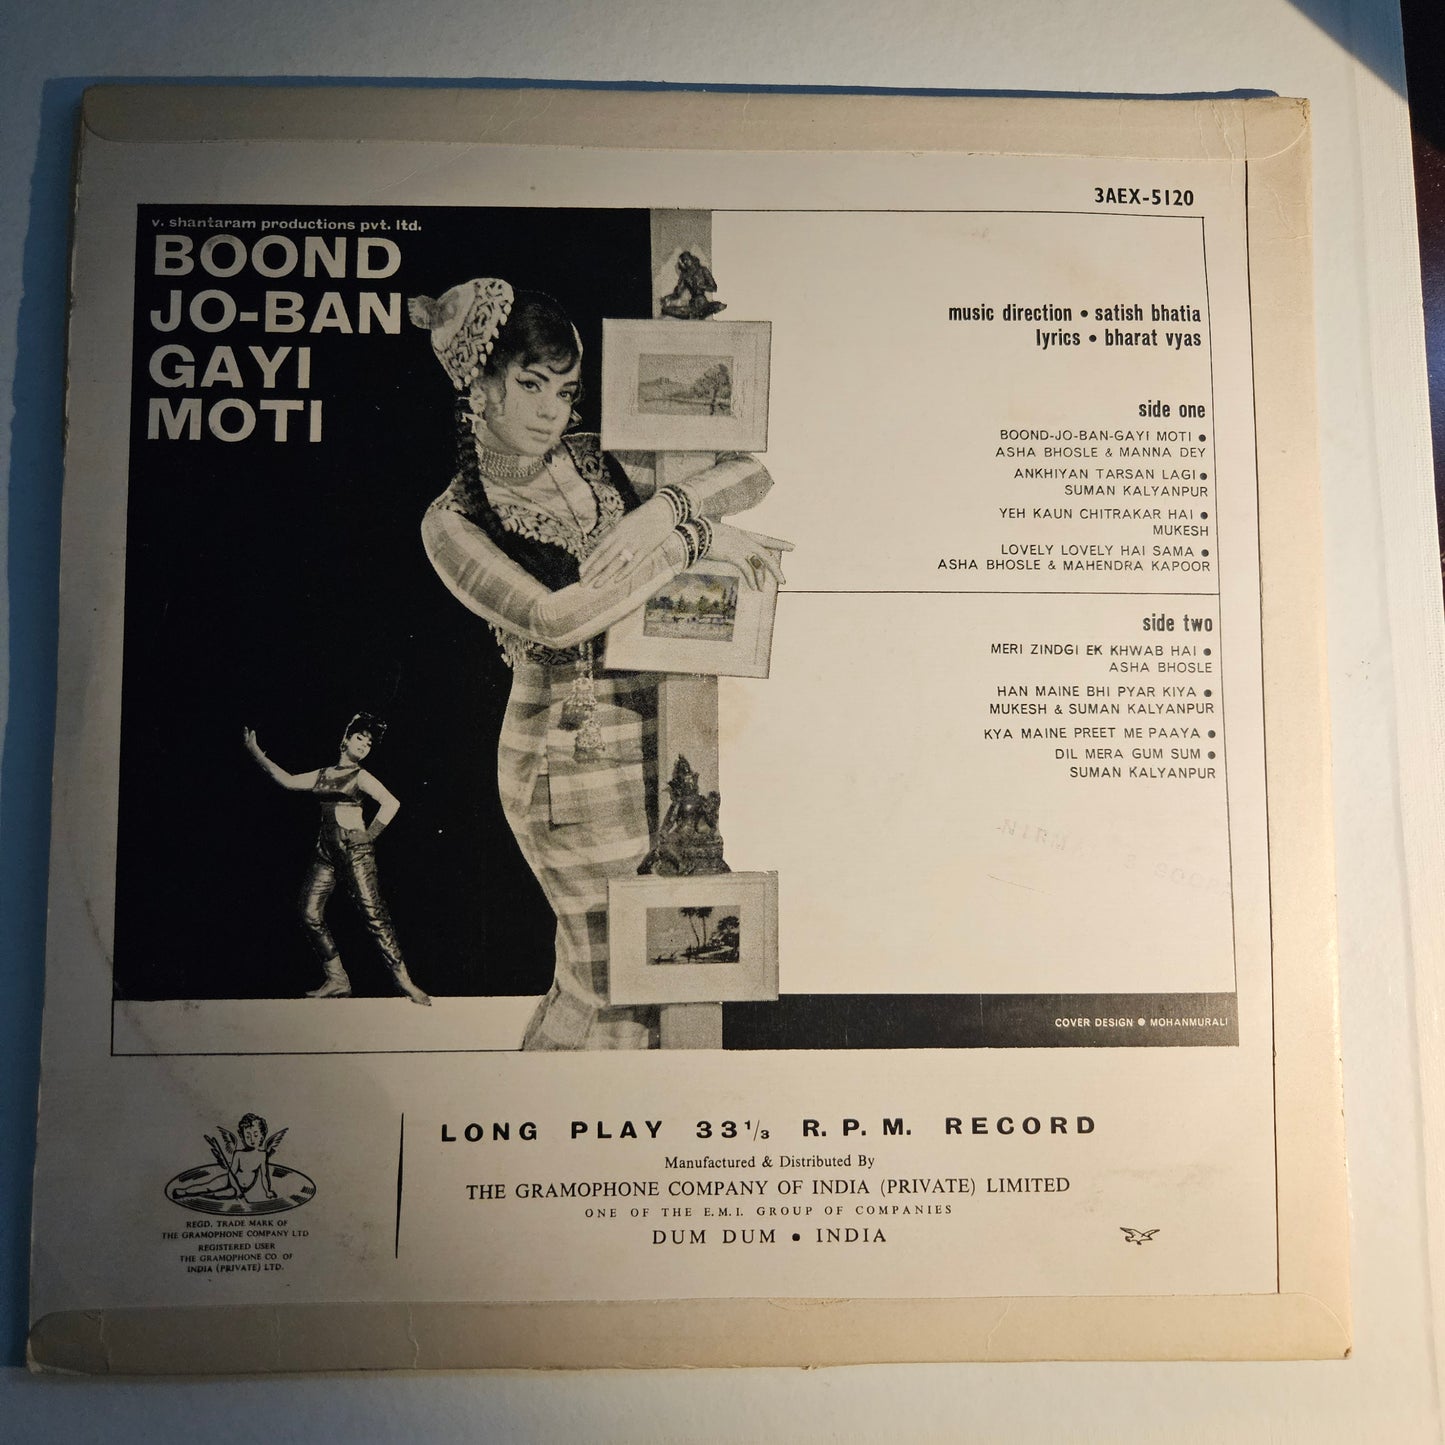 3AEX-5120
v. shantaram productions pvt. ltd.
BOOND
JO-BAN
GAYI
MOTI
music direction • satish bhatia
lyrics • bharat vyas
side one
BOOND-JO-BAN-GAYI MOTI •
ASHA BHOSLE & MANNA DEY
ANKHIYAN TARSAN LAGI •
SUMAN KALYANPUR
YEH KAUN CHITRAKAR HAI •
MUKESH
LOVELY LOVELY HAI SAMA •
ASHA BHOSLE & MAHENDRA KAPOOR
side two
MERI ZINDGI EK KHWAB HAI •
ASHA BHOSLE
HAN MAINE BHI PYAR KIYA •
MUKESH & SUMAN KALYANPUR
KYA MAINE PREET ME PAAYA •
DIL MERA GUM SUM •
SUMAN KALYANPUR
COVER DESIGN • MOHANMURALI
LONG PLAY 33 1/3 R. P. M. RECORD
Manufactured & Distributed By
THE GRAMOPHONE COMPANY OF INDIA (PRIVATE) LIMITED
ONE OF THE E.M.I. GROUP OF COMPANIES
DUM DUM • INDIA
REGD. TRADE MARK OF
THE GRAMOPHONE COMPANY LTD
REGISTERED USER
THE GRAMOPHONE CO. OF
INDIA (PRIVATE) LTD.